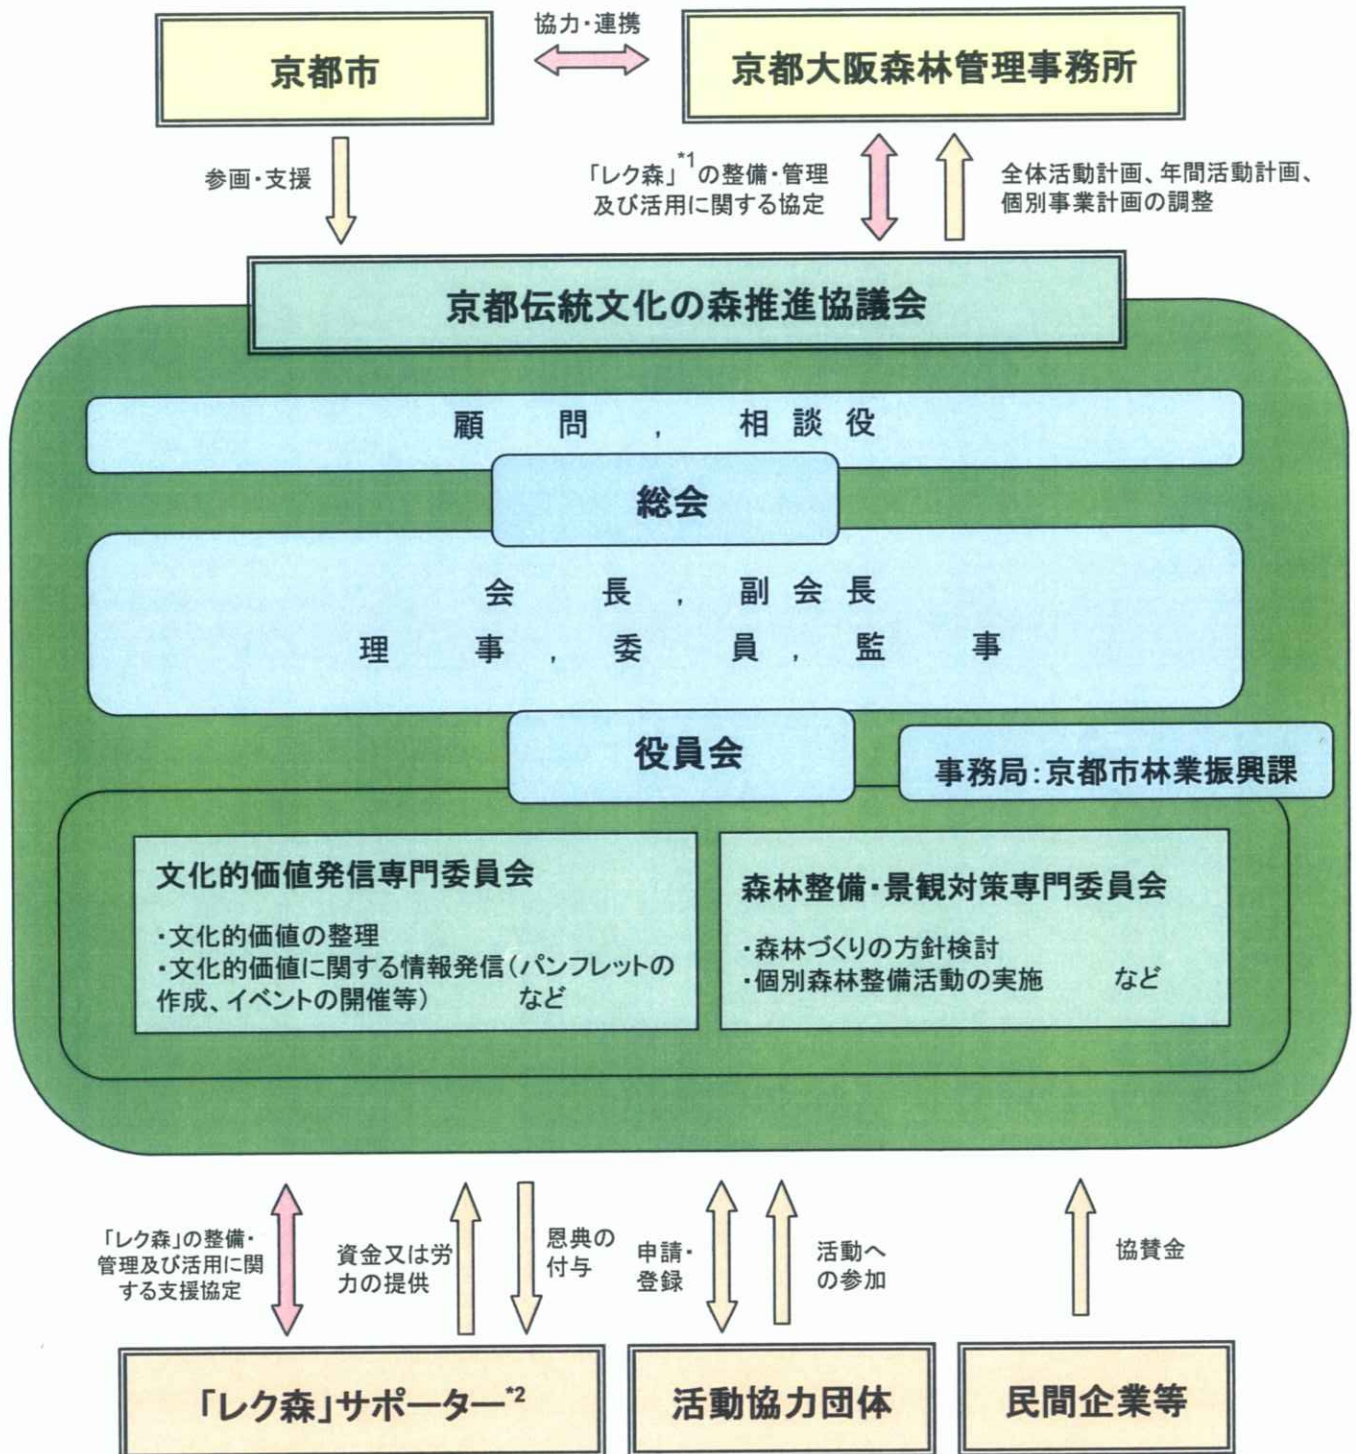 協力・連携
京都市
京都大阪森林管理事務所
参画・支援
「レク森」*1の整備・管理
及び活用に関する協定
全体活動計画、年間活動計画、
個別事業計画の調整
京都伝統文化の森推進協議会
顧問，相談役
総会
会長，副会長
理事，委員，監事
役員会
事務局：京都市林業振興課
文化的価値発信専門委員会
・文化的価値の整理
・文化的価値に関する情報発信（パンフレットの
作成、イベントの開催等） など
森林整備・景観対策専門委員会
・森林づくりの方針検討
・個別森林整備活動の実施 など
「レク森」の整備・
管理及び活用に関
する支援協定
資金又は労
力の提供
恩典の
付与
申請・
登録
活動へ
の参加
協賛金
「レク森」サポーター*2
活動協力団体
民間企業等